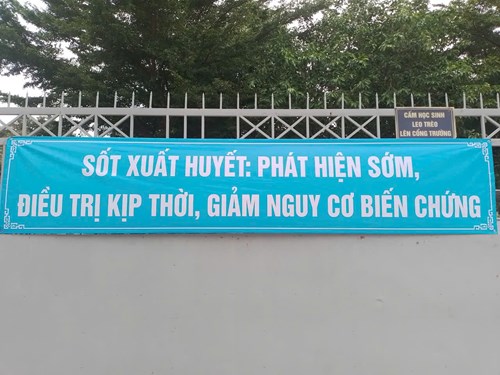 CẤM HỌC SINH
LEO TRÈO
LÊN CỔNG TRƯỜNG
SỐT XUẤT HUYẾT: PHÁT HIỆN SỚM,
ĐIỀU TRỊ KỊP THỜI, GIẢM NGUY CƠ BIẾN CHỨNG